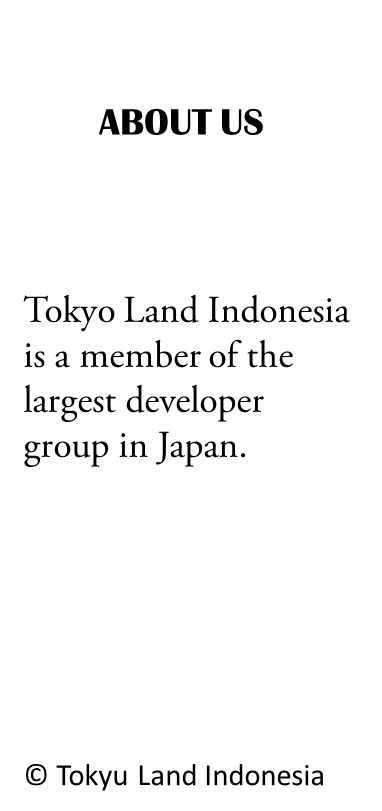 ABOUT US
Tokyo Land Indonesia
is a member of the
largest developer
group in Japan.
© Tokyu Land Indonesia